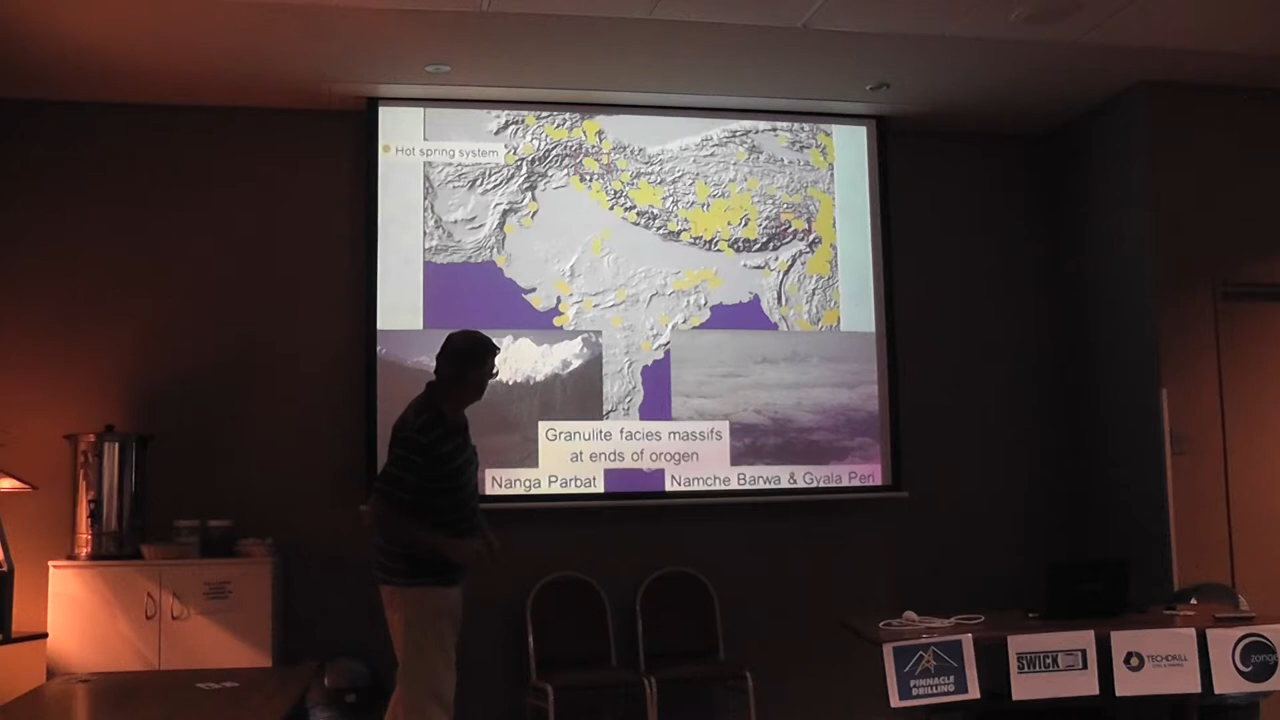 Hot spring system
Granulite facies massifs
at ends of orogen
Nanga Parbat
Namche Barwa & Gyala Peri
PINNACLE
DRILLING
SWICK
TECHDRILL
zongo